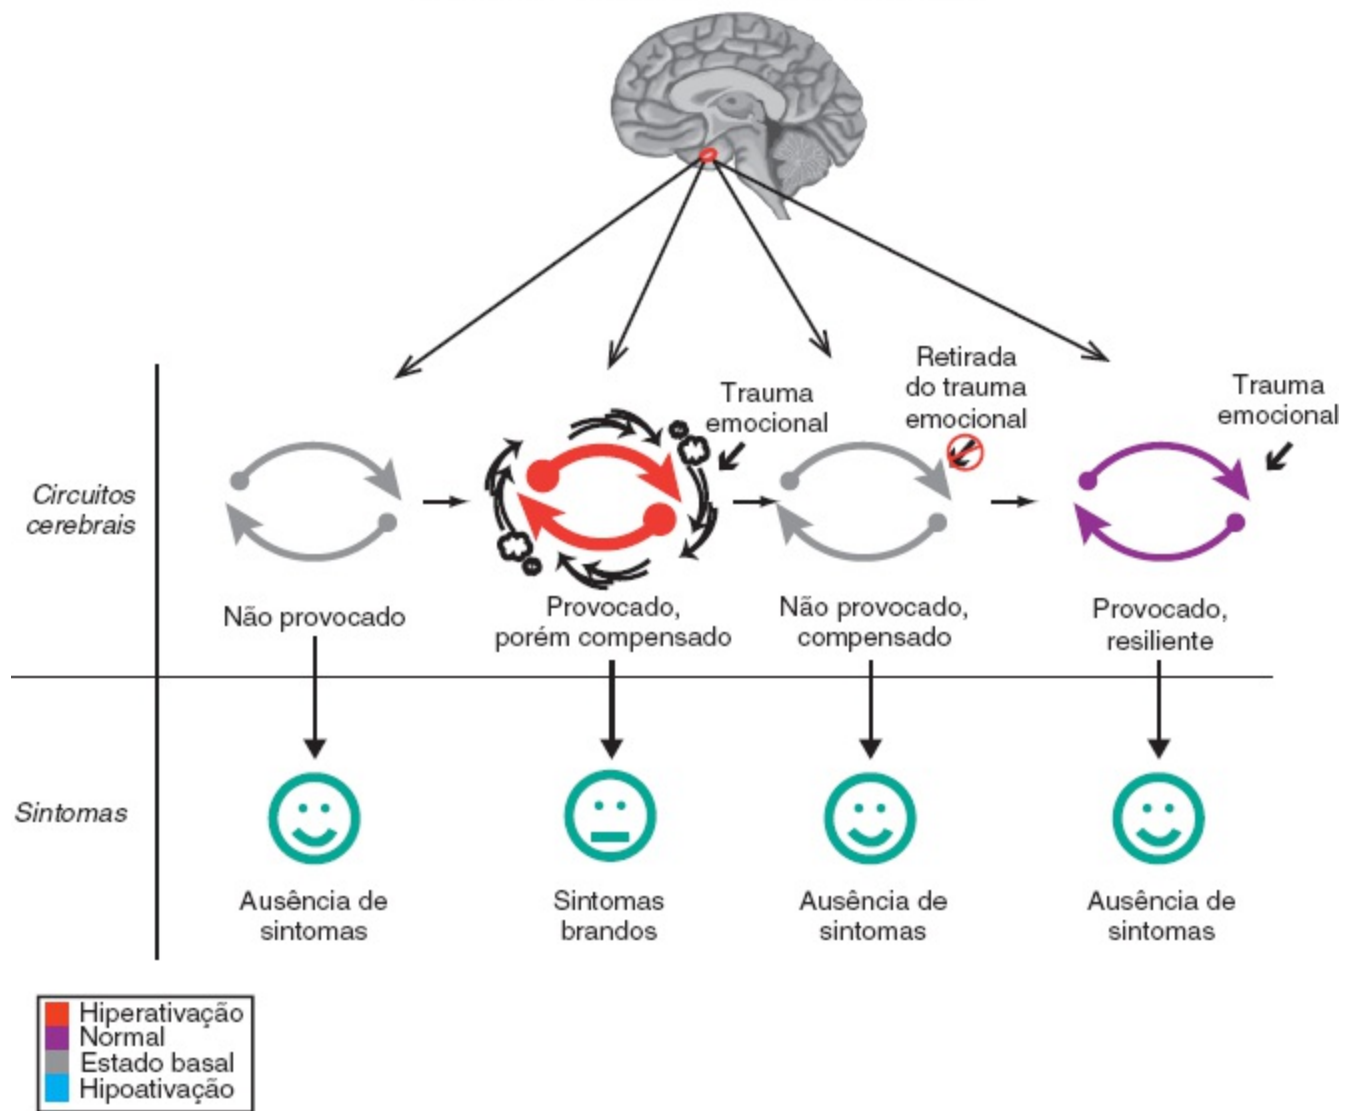 Retirada
do trauma
emocional
Trauma
emocional
Trauma
emocional
Circuitos
cerebrais
Não provocado
Provocado,
porém compensado
Não provocado,
compensado
Provocado,
resiliente
Sintomas
Ausência de
sintomas
Sintomas
brandos
Ausência de
sintomas
Ausência de
sintomas
Hiperativação
Normal
Estado basal
Hipoativação